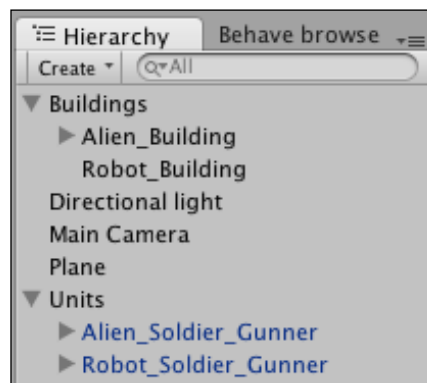 Hierarchy Behave browse
Create All
Buildings
Alien_Building
Robot_Building
Directional light
Main Camera
Plane
Units
Alien_Soldier_Gunner
Robot_Soldier_Gunner